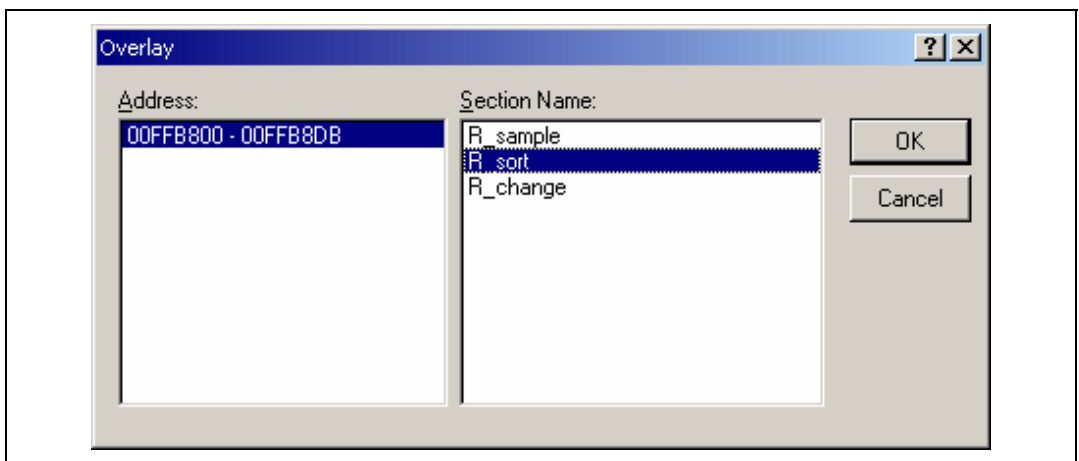 Overlay
Address:
Section Name:
00FFB800 - 00FFB8DB
R_sample
R_sort
R_change
OK
Cancel